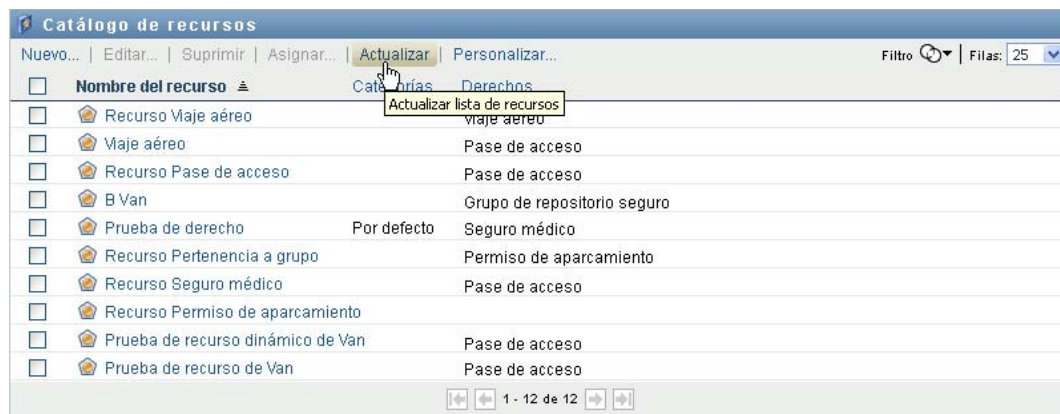 Catálogo de recursos
Nuevo... | Editar... | Suprimir | Asignar... | Actualizar | Personalizar... Filtro | Filas: 25
Nombre del recurso Categorías Derechos
Actualizar lista de recursos
Recurso Viaje aéreo Viaje aéreo
Viaje aéreo Pase de acceso
Recurso Pase de acceso Pase de acceso
B Van Grupo de repositorio seguro
Prueba de derecho Por defecto Seguro médico
Recurso Pertenencia a grupo Permiso de aparcamiento
Recurso Seguro médico Pase de acceso
Recurso Permiso de aparcamiento
Prueba de recurso dinámico de Van Pase de acceso
Prueba de recurso de Van Pase de acceso
1 - 12 de 12